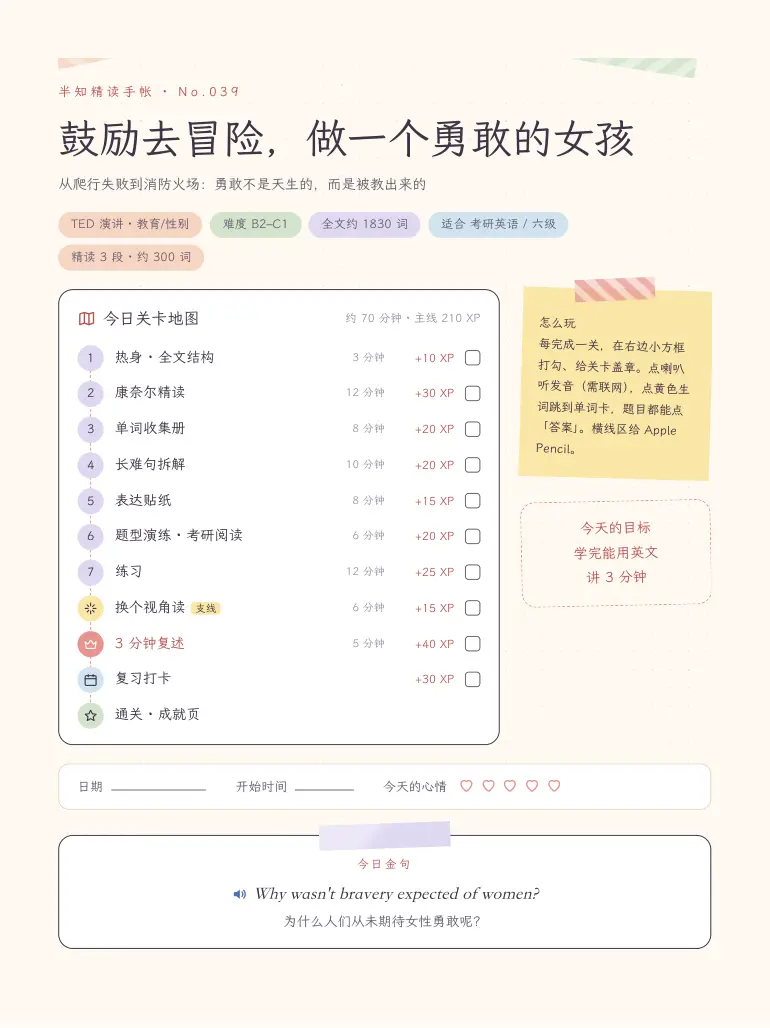 半知精读手帐 · No.039
鼓励去冒险，做一个勇敢的女孩
从爬行失败到消防火场：勇敢不是天生的，而是被教出来的
TED 演讲 · 教育/性别
难度 B2–C1
全文约 1830 词
适合 考研英语 / 六级
精读 3 段 · 约 300 词
今日关卡地图
约 70 分钟 · 主线 210 XP
1 热身 · 全文结构 3 分钟 +10 XP
2 康奈尔精读 12 分钟 +30 XP
3 单词收集册 8 分钟 +20 XP
4 长难句拆解 10 分钟 +20 XP
5 表达贴纸 8 分钟 +15 XP
6 题型演练 · 考研阅读 6 分钟 +20 XP
7 练习 12 分钟 +25 XP
换个视角读 支线 6 分钟 +15 XP
3 分钟复述 5 分钟 +40 XP
复习打卡 +30 XP
通关 · 成就页
怎么玩
每完成一关，在右边小方框
打勾、给关卡盖章。点喇叭
听发音（需联网），点黄色生
词跳到单词卡，题目都能点
「答案」。横线区给 Apple
Pencil。
今天的目标
学完能用英文
讲 3 分钟
日期 开始时间 今天的心情
今日金句
Why wasn't bravery expected of women?
为什么人们从未期待女性勇敢呢？